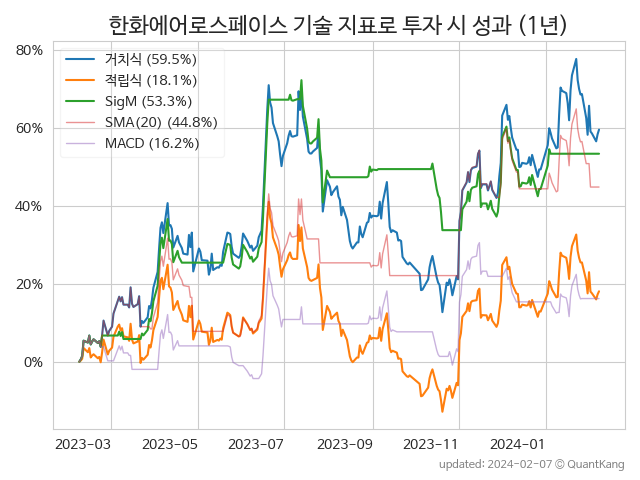 한화에어로스페이스 기술 지표로 투자 시 성과 (1년)
거치식 (59.5%)
적립식 (18.1%)
SigM (53.3%)
SMA(20) (44.8%)
MACD (16.2%)
80%
60%
40%
20%
0%
2023-03 2023-05 2023-07 2023-09 2023-11 2024-01
updated: 2024-02-07 © QuantKang